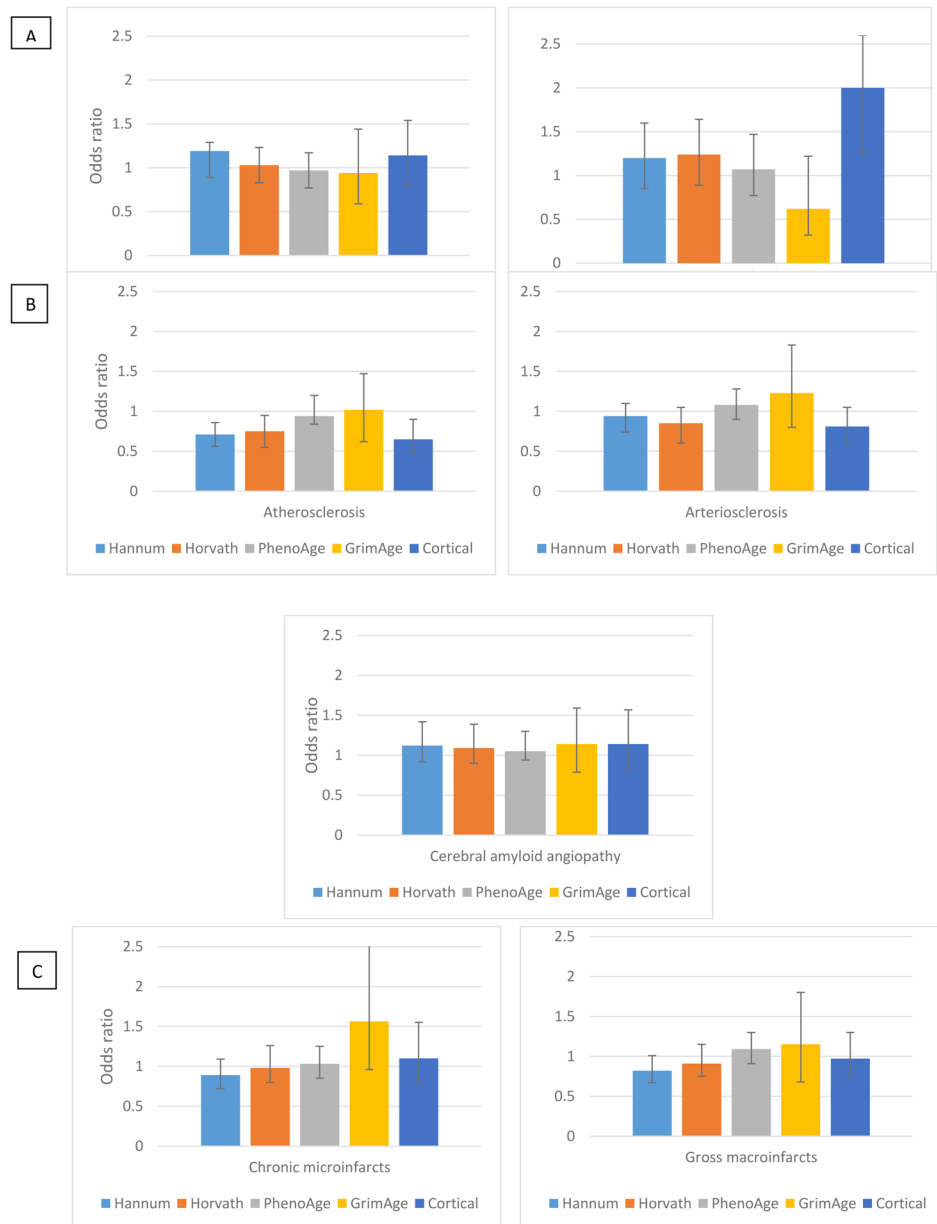 A
2.5
2
1.5
1
0.5
0
Odds ratio
2.5
2
1.5
1
0.5
0
B
2.5
2
1.5
1
0.5
0
Odds ratio
Atherosclerosis
Hannum Horvath PhenoAge GrimAge Cortical
2.5
2
1.5
1
0.5
0
Arteriosclerosis
Hannum Horvath PhenoAge GrimAge Cortical
2.5
2
1.5
1
0.5
0
Odds ratio
Cerebral amyloid angiopathy
Hannum Horvath PhenoAge GrimAge Cortical
C
2.5
2
1.5
1
0.5
0
Odds ratio
Chronic microinfarcts
Hannum Horvath PhenoAge GrimAge Cortical
2.5
2
1.5
1
0.5
0
Gross macroinfarcts
Hannum Horvath PhenoAge GrimAge Cortical